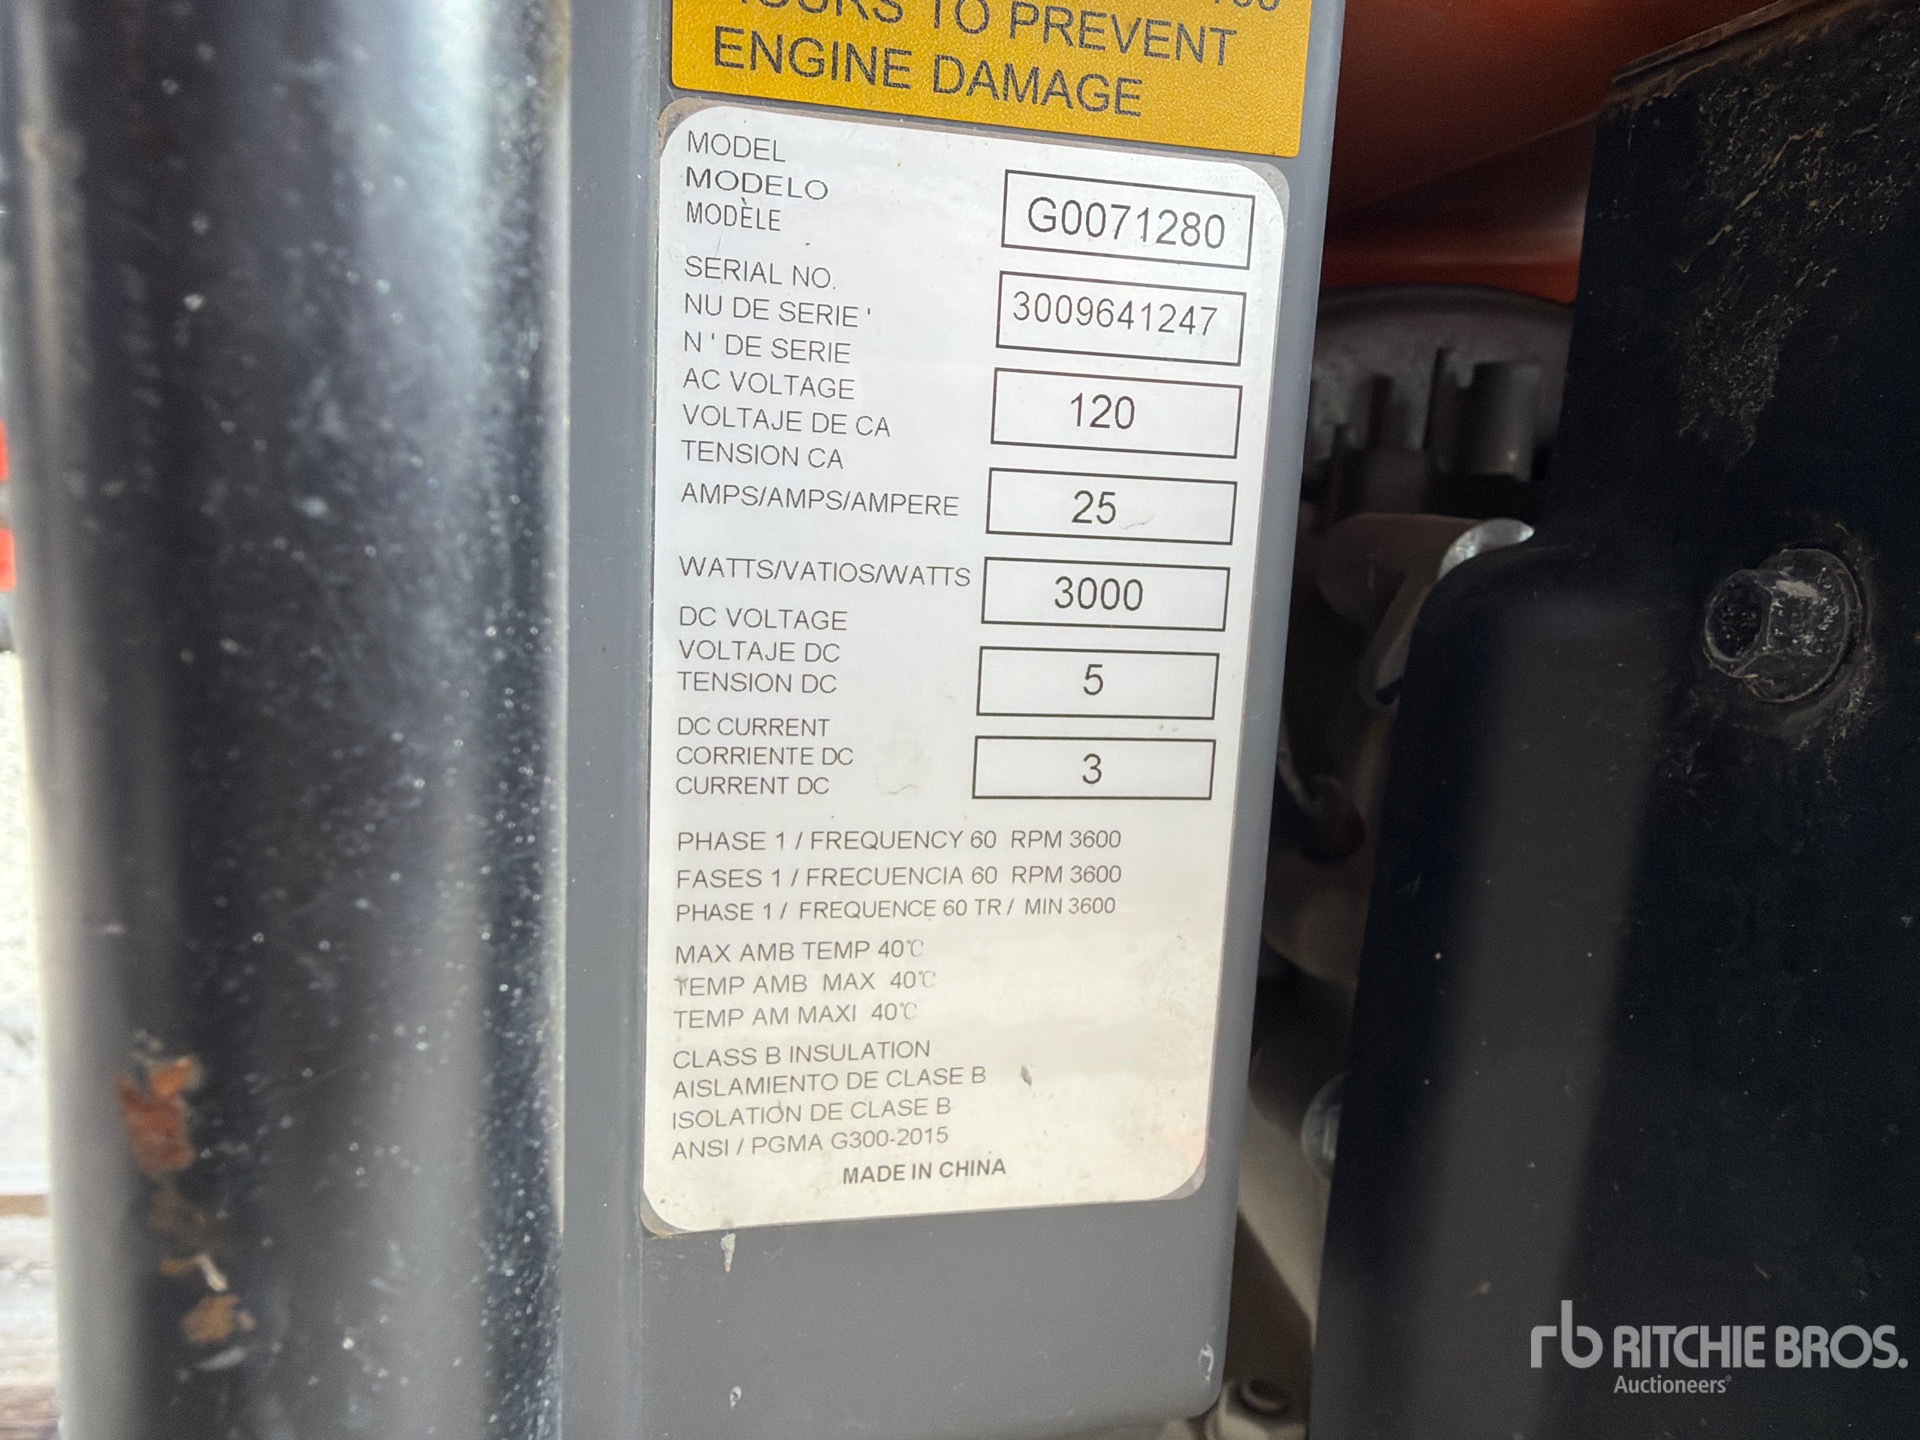 HOURS TO PREVENT
ENGINE DAMAGE
MODEL
MODELO
MODÈLE
G0071280
SERIAL NO.
NU DE SERIE '
N ' DE SERIE
3009641247
AC VOLTAGE
VOLTAJE DE CA
TENSION CA
120
AMPS/AMPS/AMPERE
25
WATTS/VATIOS/WATTS
3000
DC VOLTAGE
VOLTAJE DC
TENSION DC
5
DC CURRENT
CORRIENTE DC
CURRENT DC
3
PHASE 1 / FREQUENCY 60 RPM 3600
FASES 1 / FRECUENCIA 60 RPM 3600
PHASE 1 / FREQUENCE 60 TR / MIN 3600
MAX AMB TEMP 40℃
TEMP AMB MAX 40℃
TEMP AM MAXI 40℃
CLASS B INSULATION
AISLAMIENTO DE CLASE B
ISOLATION DE CLASE B
ANSI / PGMA G300-2015
MADE IN CHINA
rb RITCHIE BROS.
Auctioneers